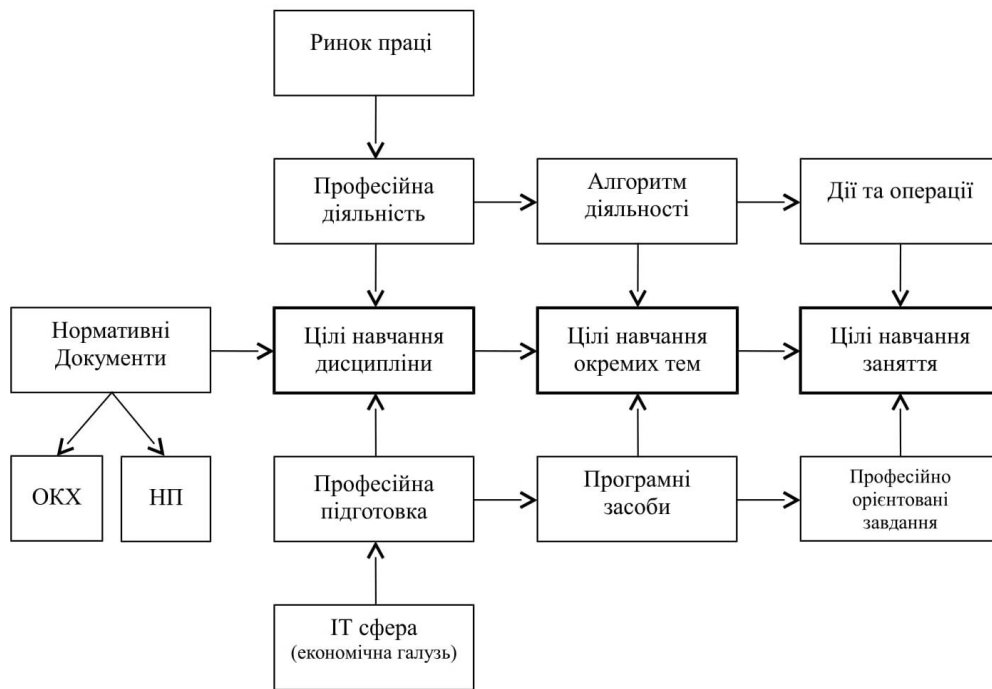 Ринок праці
Професійна
діяльність
Алгоритм
діяльності
Дії та операції
Нормативні
Документи
Цілі навчання
дисципліни
Цілі навчання
окремих тем
Цілі навчання
заняття
ОКХ
НП
Професійна
підготовка
Програмні
засоби
Професійно
орієнтовані
завдання
ІТ сфера
(економічна галузь)